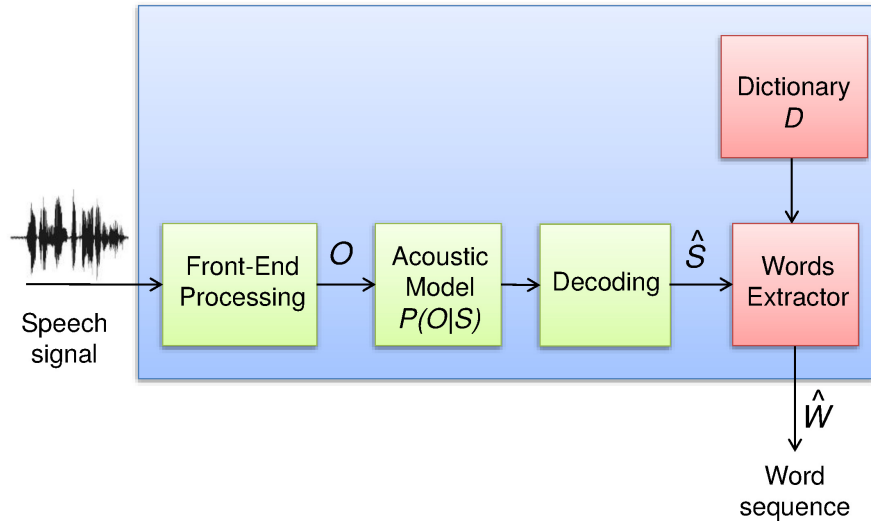 Dictionary
D
Front-End
Processing
O
Acoustic
Model
P(O|S)
Decoding
Ŝ
Words
Extractor
Speech
signal
Ŵ
Word
sequence